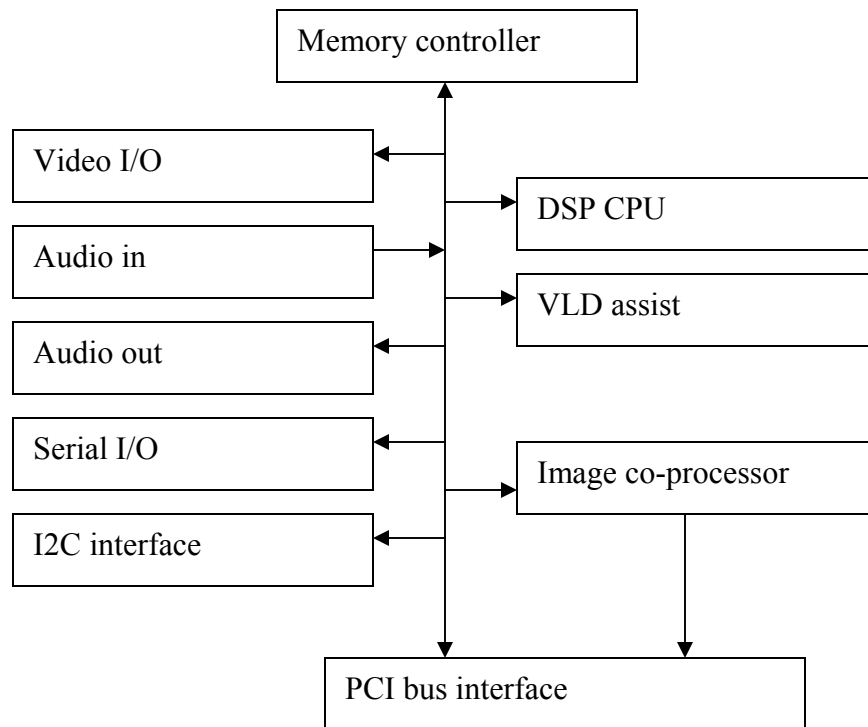 Memory controller
Video I/O
DSP CPU
Audio in
VLD assist
Audio out
Serial I/O
Image co-processor
I2C interface
PCI bus interface